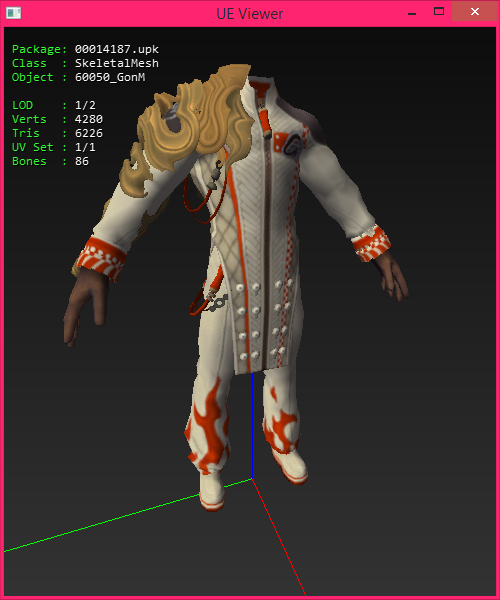 UE Viewer
Package: 00014187.upk
Class : SkeletalMesh
Object : 60050_GonM
LOD : 1/2
Verts : 4280
Tris : 6226
UV Set : 1/1
Bones : 86